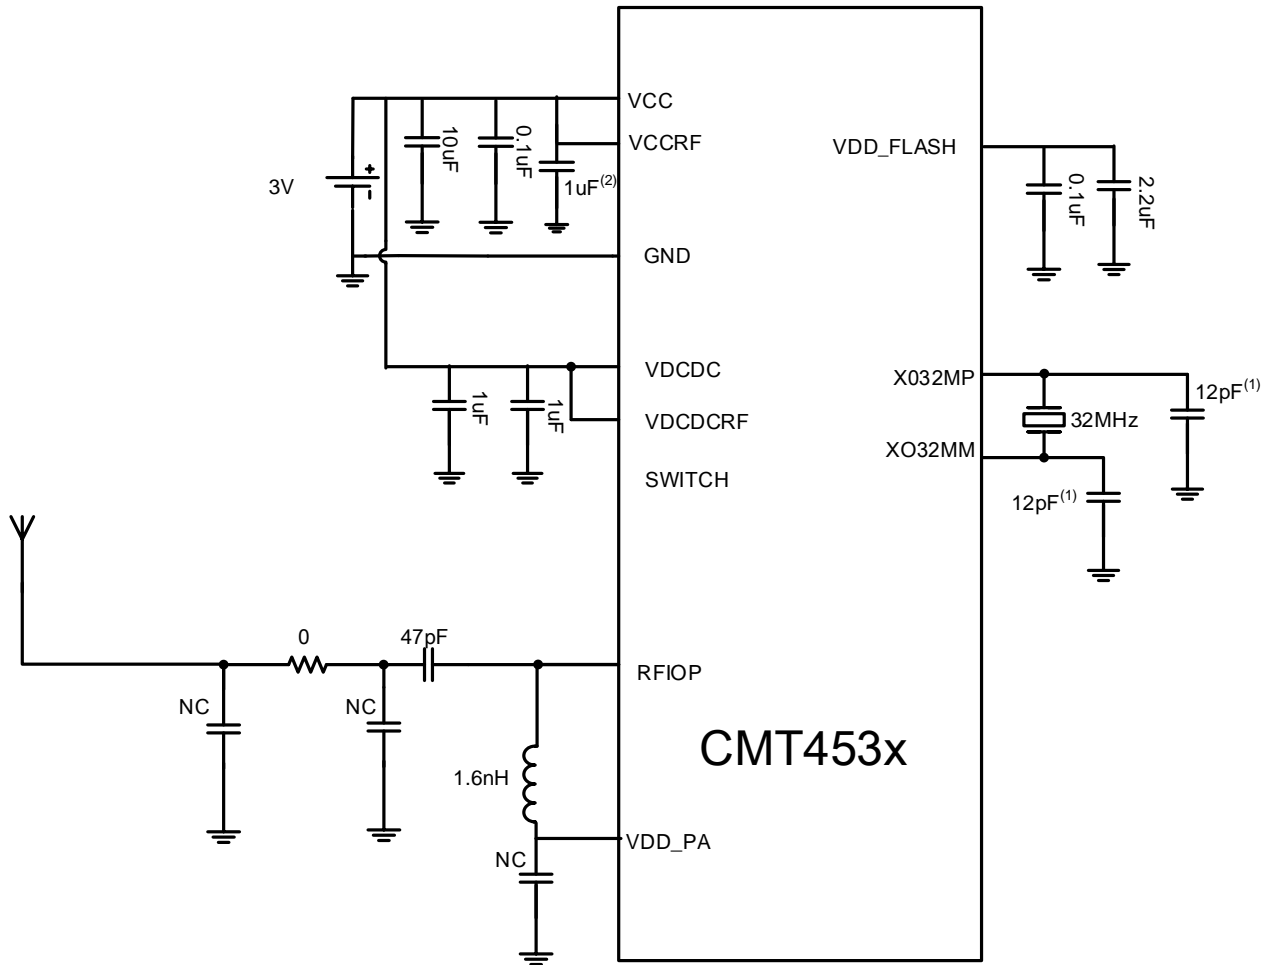 VCC
VCCRF
10uF
0.1uF
1uF(2)
3V
+
-
GND
VDCDC
VDCDCRF
1uF
1uF
SWITCH
VDD_FLASH
0.1uF
2.2uF
X032MP
12pF(1)
32MHz
XO32MM
12pF(1)
0
47pF
RFIOP
NC
NC
CMT453x
1.6nH
VDD_PA
NC